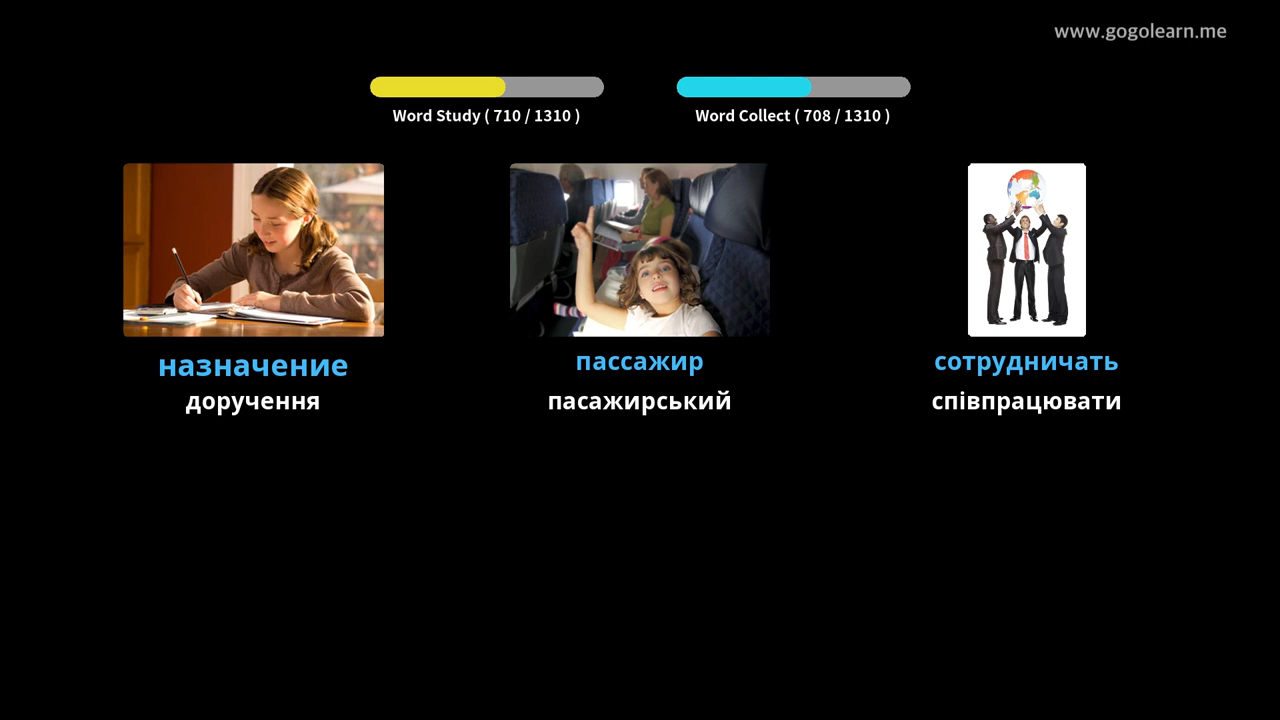 www.gogolearn.me
Word Study ( 710 / 1310 )
Word Collect ( 708 / 1310 )
назначение
доручення
пассажир
пасажирський
сотрудничать
співпрацювати